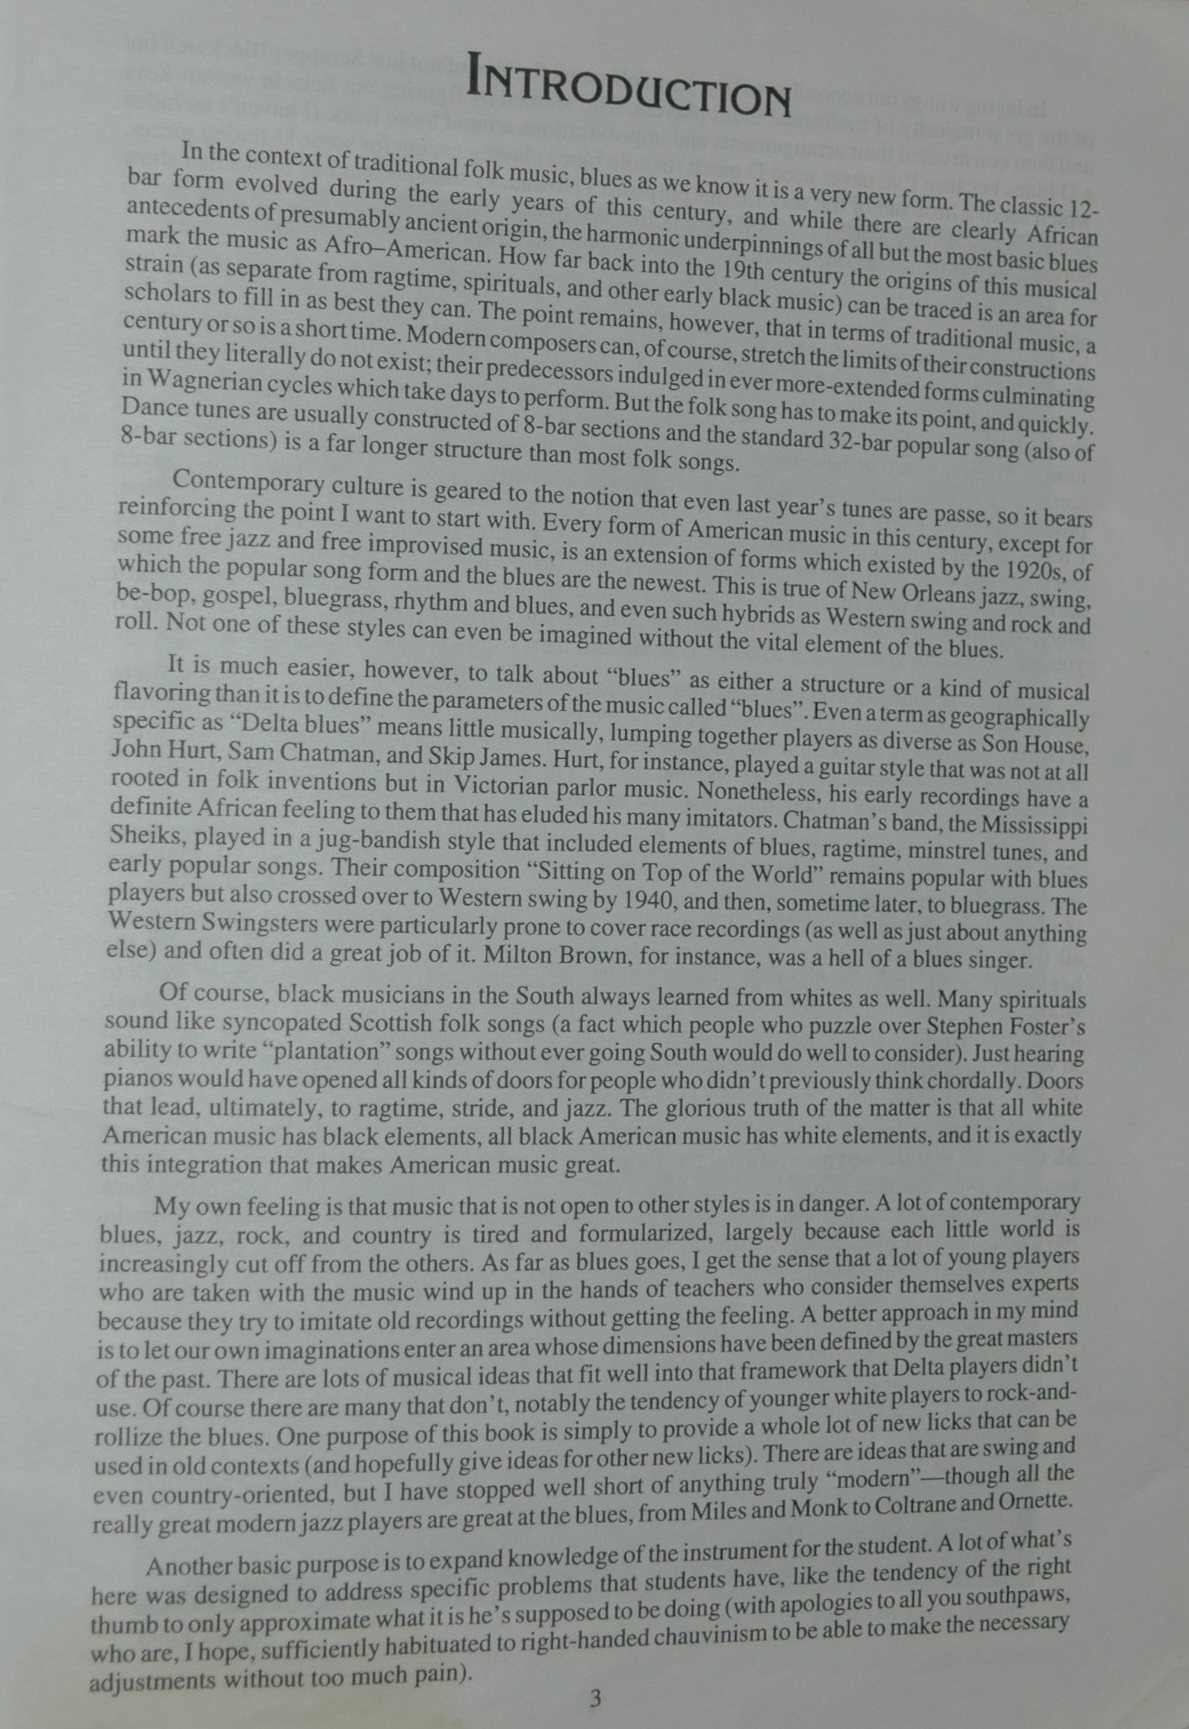 INTRODUCTION
In the context of traditional folk music, blues as we know it is a very new form. The classic 12-
bar form evolved during the early years of this century, and while there are clearly African
antecedents of presumably ancient origin, the harmonic underpinnings of all but the most basic blues
mark the music as Afro–American. How far back into the 19th century the origins of this musical
strain (as separate from ragtime, spirituals, and other early black music) can be traced is an area for
scholars to fill in as best they can. The point remains, however, that in terms of traditional music, a
century or so is a short time. Modern composers can, of course, stretch the limits of their constructions
until they literally do not exist; their predecessors indulged in ever more-extended forms culminating
in Wagnerian cycles which take days to perform. But the folk song has to make its point, and quickly.
Dance tunes are usually constructed of 8-bar sections and the standard 32-bar popular song (also of
8-bar sections) is a far longer structure than most folk songs.
Contemporary culture is geared to the notion that even last year's tunes are passe, so it bears
reinforcing the point I want to start with. Every form of American music in this century, except for
some free jazz and free improvised music, is an extension of forms which existed by the 1920s, of
which the popular song form and the blues are the newest. This is true of New Orleans jazz, swing,
be-bop, gospel, bluegrass, rhythm and blues, and even such hybrids as Western swing and rock and
roll. Not one of these styles can even be imagined without the vital element of the blues.
It is much easier, however, to talk about "blues" as either a structure or a kind of musical
flavoring than it is to define the parameters of the music called "blues". Even a term as geographically
specific as "Delta blues" means little musically, lumping together players as diverse as Son House,
John Hurt, Sam Chatman, and Skip James. Hurt, for instance, played a guitar style that was not at all
rooted in folk inventions but in Victorian parlor music. Nonetheless, his early recordings have a
definite African feeling to them that has eluded his many imitators. Chatman's band, the Mississippi
Sheiks, played in a jug-bandish style that included elements of blues, ragtime, minstrel tunes, and
early popular songs. Their composition "Sitting on Top of the World" remains popular with blues
players but also crossed over to Western swing by 1940, and then, sometime later, to bluegrass. The
Western Swingsters were particularly prone to cover race recordings (as well as just about anything
else) and often did a great job of it. Milton Brown, for instance, was a hell of a blues singer.
Of course, black musicians in the South always learned from whites as well. Many spirituals
sound like syncopated Scottish folk songs (a fact which people who puzzle over Stephen Foster's
ability to write "plantation" songs without ever going South would do well to consider). Just hearing
pianos would have opened all kinds of doors for people who didn't previously think chordally. Doors
that lead, ultimately, to ragtime, stride, and jazz. The glorious truth of the matter is that all white
American music has black elements, all black American music has white elements, and it is exactly
this integration that makes American music great.
My own feeling is that music that is not open to other styles is in danger. A lot of contemporary
blues, jazz, rock, and country is tired and formularized, largely because each little world is
increasingly cut off from the others. As far as blues goes, I get the sense that a lot of young players
who are taken with the music wind up in the hands of teachers who consider themselves experts
because they try to imitate old recordings without getting the feeling. A better approach in my mind
is to let our own imaginations enter an area whose dimensions have been defined by the great masters
of the past. There are lots of musical ideas that fit well into that framework that Delta players didn't
use. Of course there are many that don't, notably the tendency of younger white players to rock-and-
rollize the blues. One purpose of this book is simply to provide a whole lot of new licks that can be
used in old contexts (and hopefully give ideas for other new licks). There are ideas that are swing and
even country-oriented, but I have stopped well short of anything truly "modern"—though all the
really great modern jazz players are great at the blues, from Miles and Monk to Coltrane and Ornette.
Another basic purpose is to expand knowledge of the instrument for the student. A lot of what's
here was designed to address specific problems that students have, like the tendency of the right
thumb to only approximate what it is he's supposed to be doing (with apologies to all you southpaws,
who are, I hope, sufficiently habituated to right-handed chauvinism to be able to make the necessary
adjustments without too much pain).
3